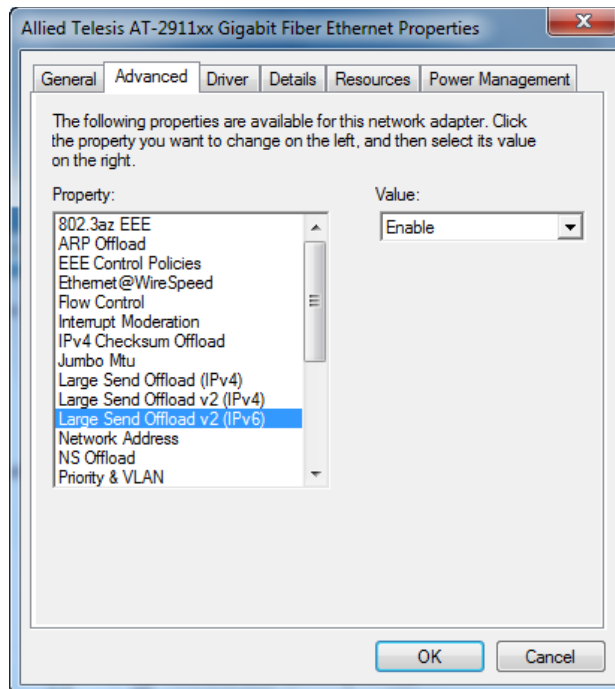 Allied Telesis AT-2911xx Gigabit Fiber Ethernet Properties
General
Advanced
Driver
Details
Resources
Power Management
The following properties are available for this network adapter. Click
the property you want to change on the left, and then select its value
on the right.
Property:
Value:
802.3az EEE
ARP Offload
EEE Control Policies
Ethernet@WireSpeed
Flow Control
Interrupt Moderation
IPv4 Checksum Offload
Jumbo Mtu
Large Send Offload (IPv4)
Large Send Offload v2 (IPv4)
Large Send Offload v2 (IPv6)
Network Address
NS Offload
Priority & VLAN
Enable
OK
Cancel